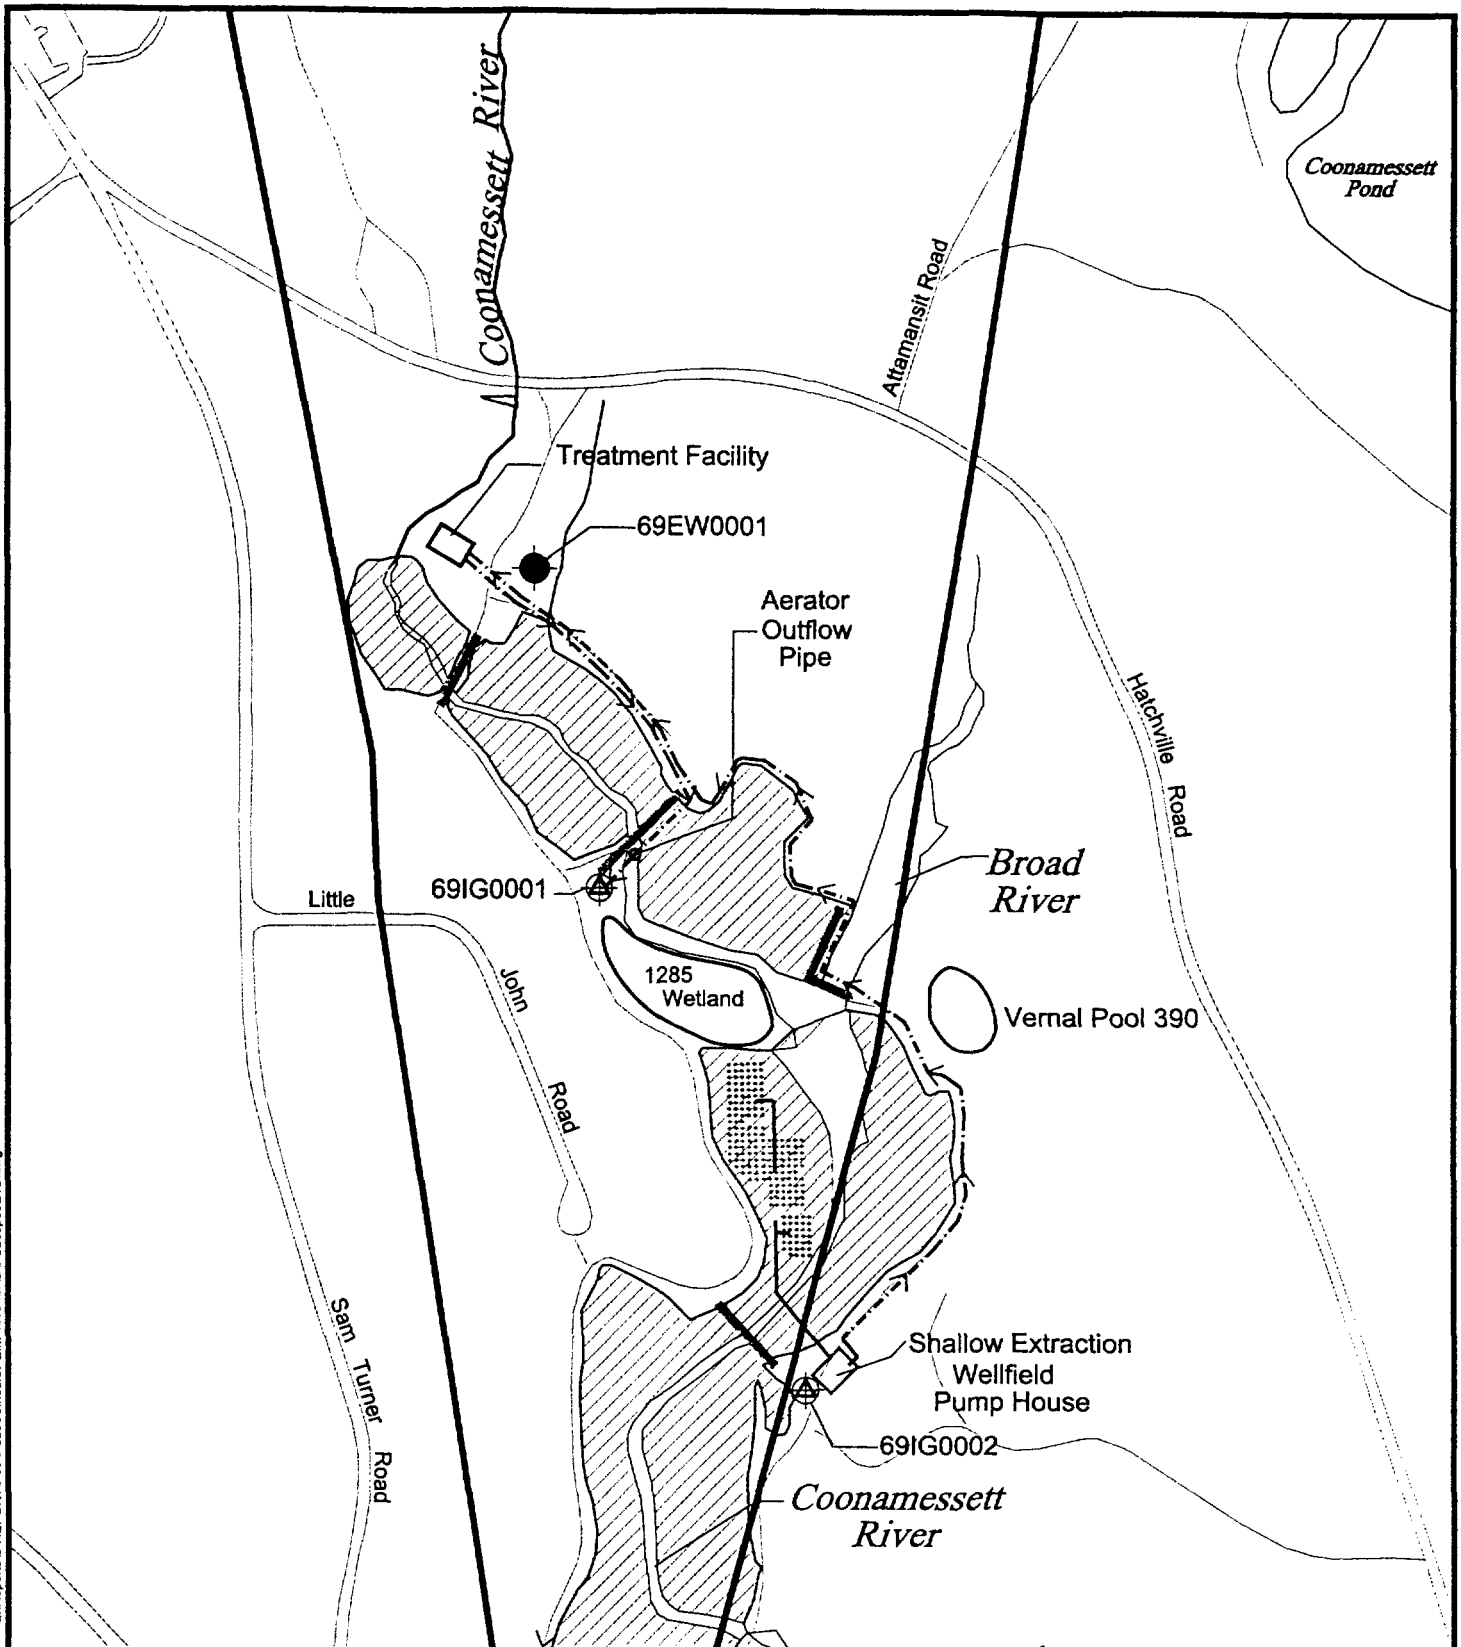 Coonamessett River
Coonamessett
Pond
Attamansit Road
Treatment Facility
69EW0001
Aerator
Outflow
Pipe
Hatchville Road
Broad
River
69IG0001
Little John Road
1285
Wetland
Vernal Pool 390
Sam Turner Road
Shallow Extraction
Wellfield
Pump House
69IG0002
Coonamessett
River